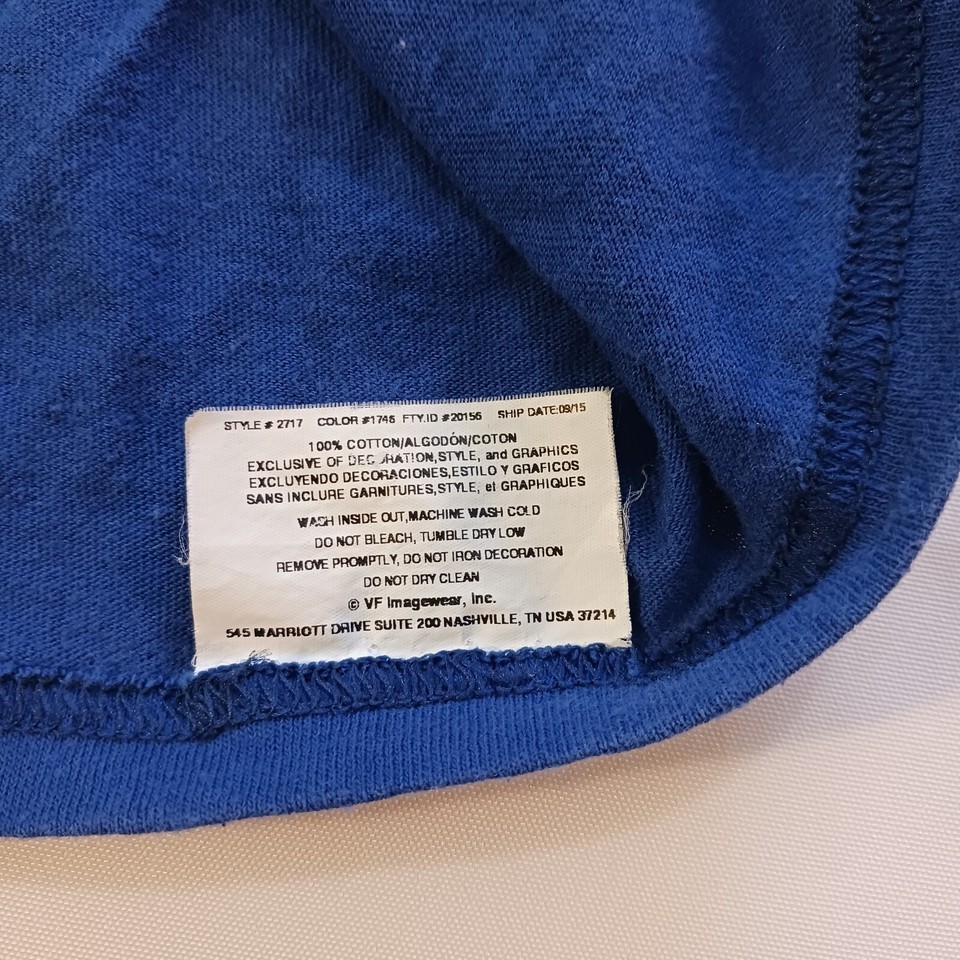 STYLE # 2717 COLOR #1746 FTY.ID #20156 SHIP DATE:09/15
100% COTTON/ALGODÓN/COTON
EXCLUSIVE OF STYLE, and GRAPHICS
EXCLUYENDO DECORACIONES,ESTILO Y GRAFICOS
SANS INCLURE GARNITURES,STYLE, et GRAPHIQUES
WASH INSIDE OUT,MACHINE WASH COLD
DO NOT BLEACH, TUMBLE DRY LOW
REMOVE PROMPTLY, DO NOT IRON DECORATION
DO NOT DRY CLEAN
© VF Imagewear, Inc.
545 MARRIOTT DRIVE SUITE 200 NASHVILLE, TN USA 37214